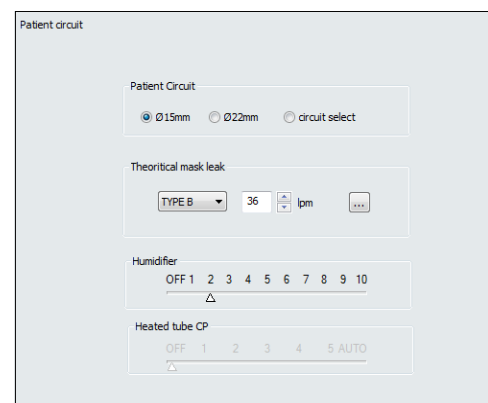 Patient circuit
Patient Circuit
Ø15mm Ø22mm circuit select
Theoritical mask leak
TYPE B 36 lpm ...
Humidifier
OFF 1 2 3 4 5 6 7 8 9 10
Heated tube CP
OFF 1 2 3 4 5 AUTO